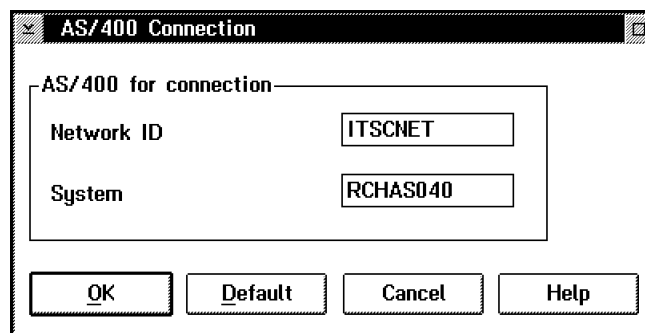 AS/400 Connection
AS/400 for connection
Network ID ITSCNET
System RCHAS040
OK Default Cancel Help